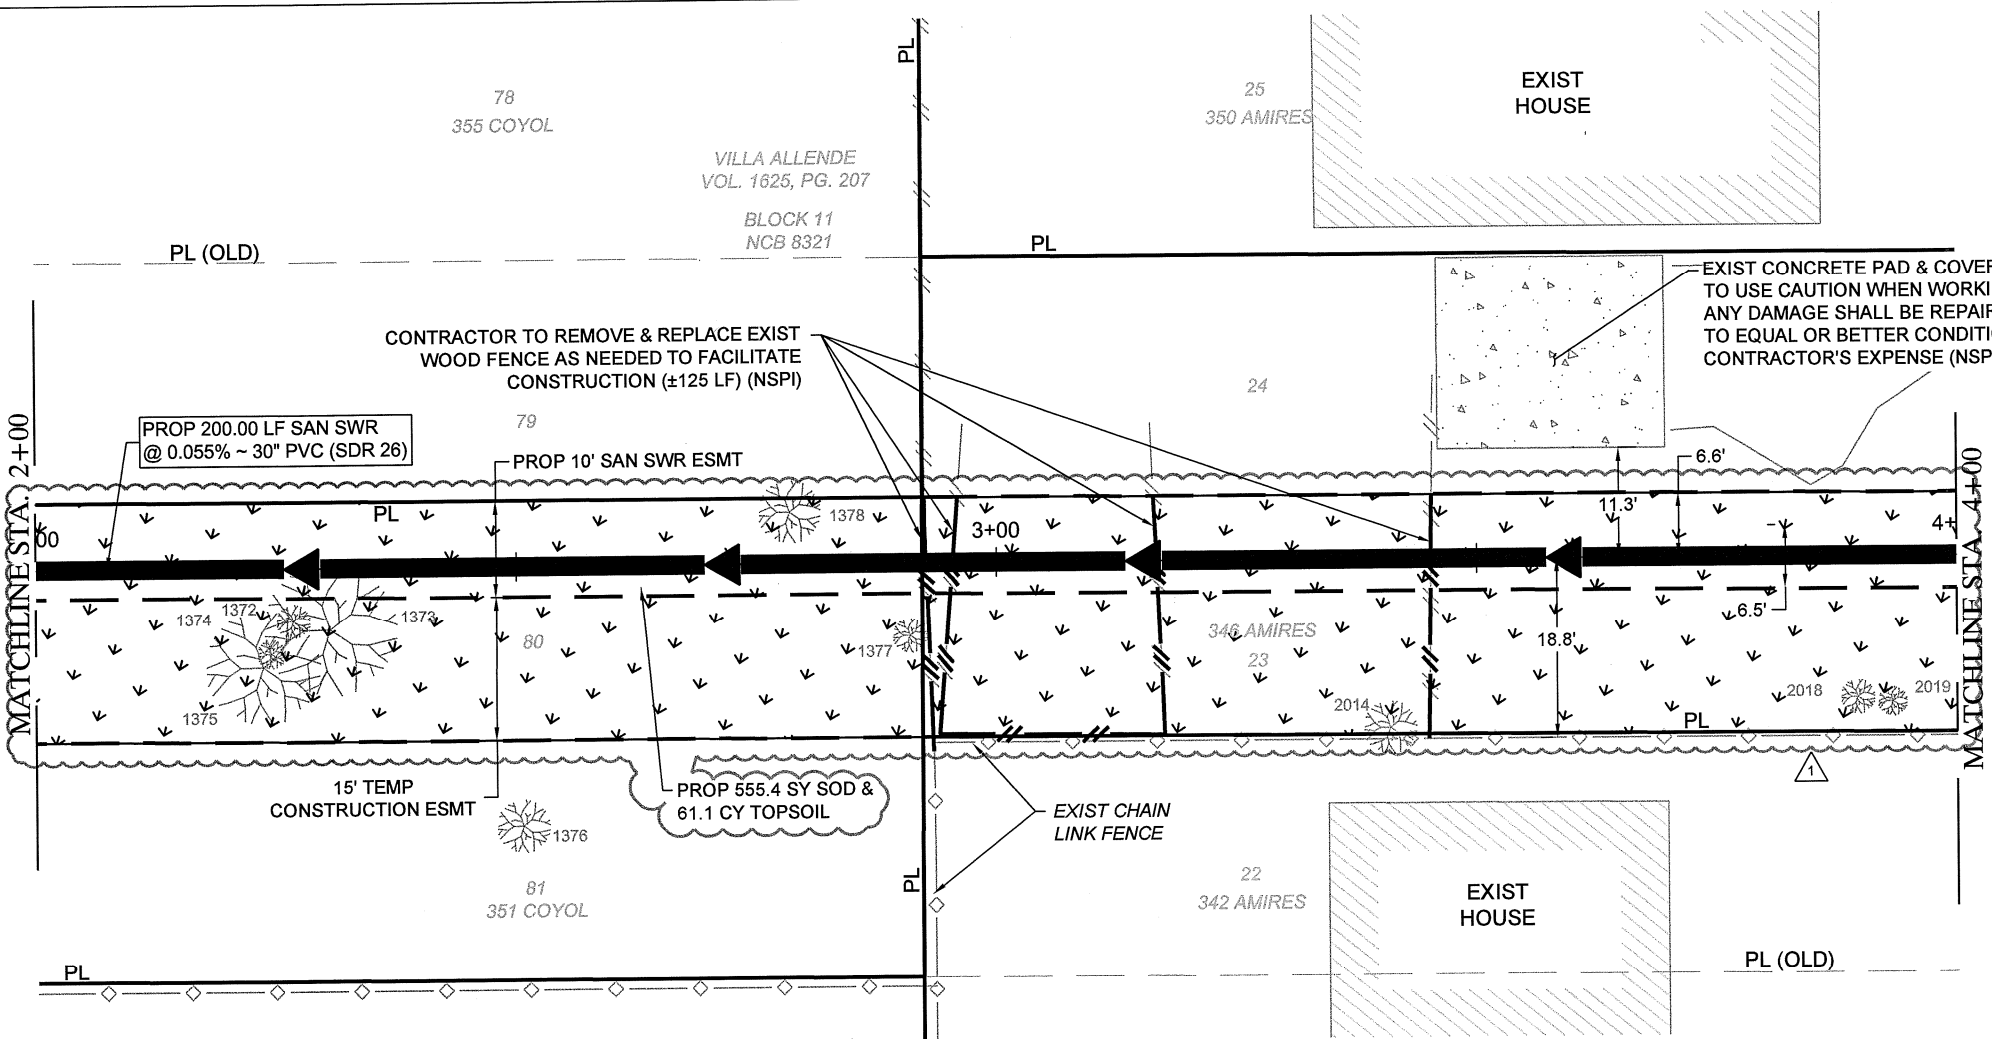 PL
78
355 COYOL
25
350 AMIRES
EXIST
HOUSE
VILLA ALLENDE
VOL. 1625, PG. 207
BLOCK 11
NCB 8321
PL (OLD)
PL
EXIST CONCRETE PAD & COVER
TO USE CAUTION WHEN WORKI
ANY DAMAGE SHALL BE REPAIR
TO EQUAL OR BETTER CONDITI
CONTRACTOR'S EXPENSE (NSP
CONTRACTOR TO REMOVE & REPLACE EXIST
WOOD FENCE AS NEEDED TO FACILITATE
CONSTRUCTION (±125 LF) (NSPI)
24
79
PROP 200.00 LF SAN SWR
@ 0.055% ~ 30" PVC (SDR 26)
PROP 10' SAN SWR ESMT
6.6'
11.3'
MATCHLINE STA. 2+00
MATCHLINE STA. 4+00
PL
1378
3+00
00
4+
1372
1374
1373
80
1377
346 AMIRES
23
18.8'
6.5'
1375
2014
2018
2019
PL
1
15' TEMP
CONSTRUCTION ESMT
PROP 555.4 SY SOD &
61.1 CY TOPSOIL
1376
EXIST CHAIN
LINK FENCE
81
351 COYOL
PL
22
342 AMIRES
EXIST
HOUSE
PL
PL (OLD)